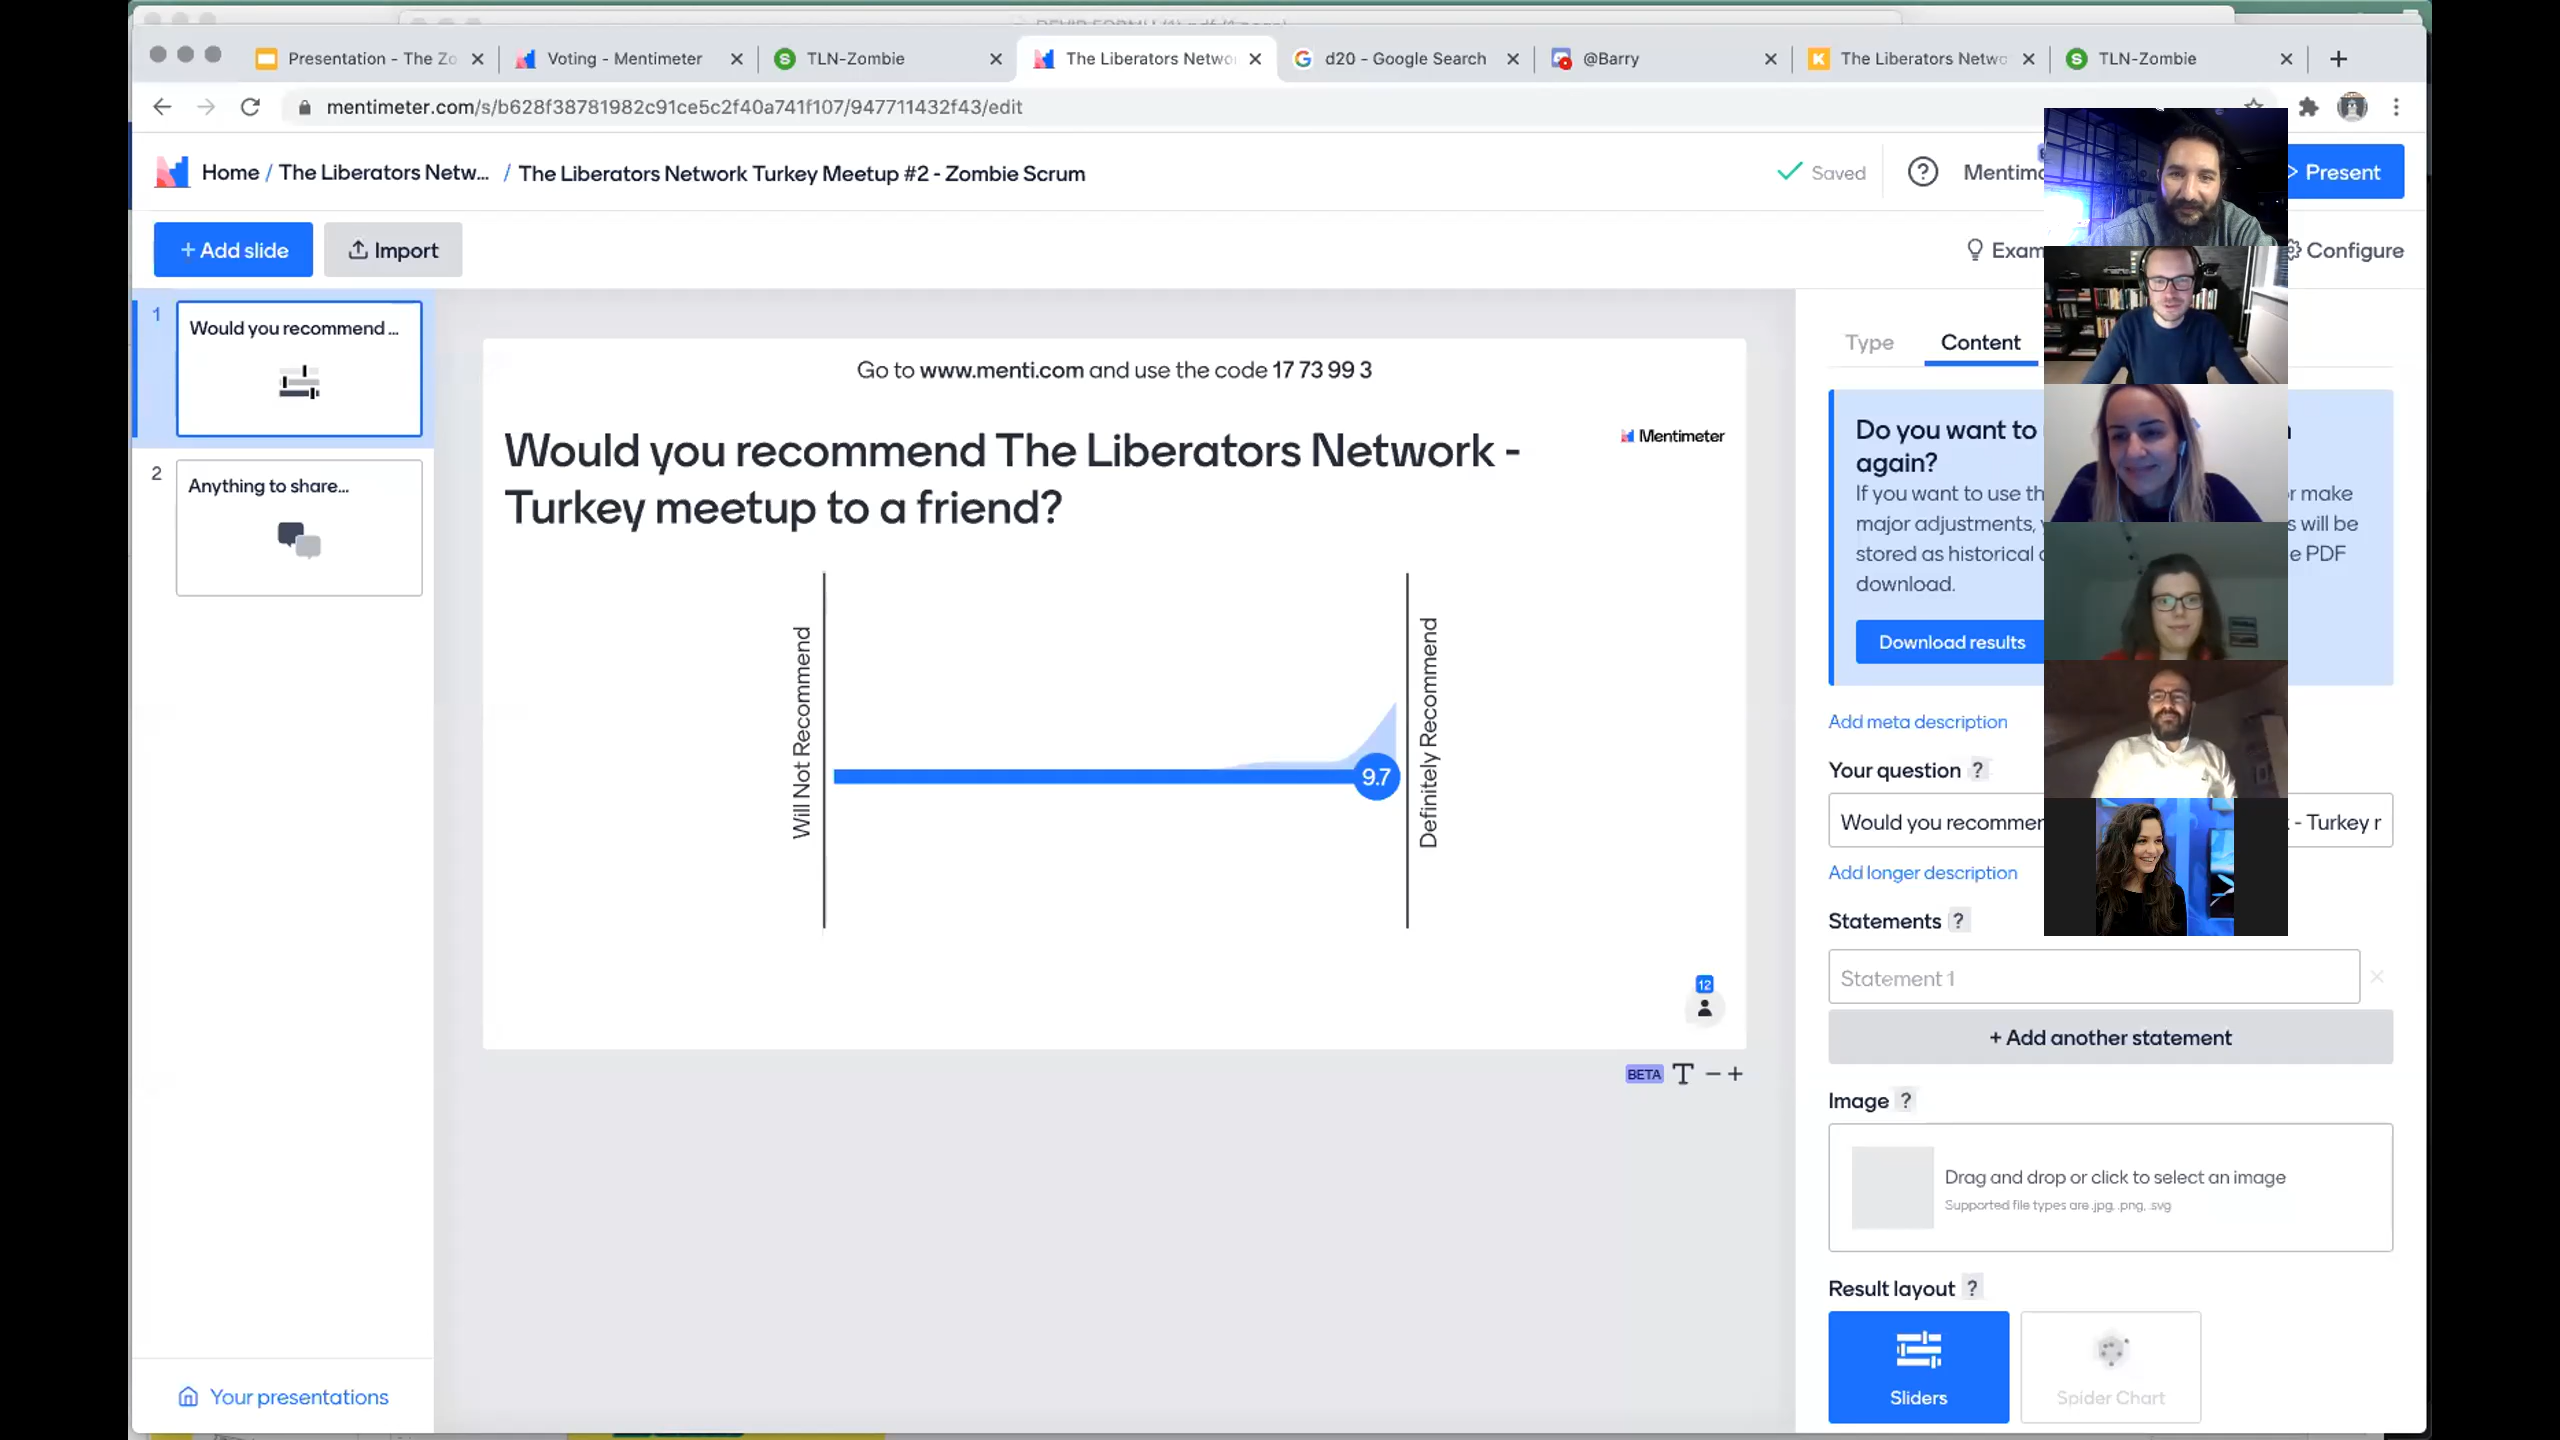 Presentation - The Zo
Voting - Mentimeter
TLN-Zombie
The Liberators Netwo
d20 - Google Search
@Barry
The Liberators Netwo
TLN-Zombie
mentimeter.com/s/b628f38781982c91ce5c2f40a741f107/947711432f43/edit
Home / The Liberators Netw... / The Liberators Network Turkey Meetup #2 - Zombie Scrum
Saved
Present
+ Add slide
Import
Configure
1
Would you recommend ...
2
Anything to share...
Go to www.menti.com and use the code 17 73 99 3
Mentimeter
Would you recommend The Liberators Network -
Turkey meetup to a friend?
Will Not Recommend
9.7
Definitely Recommend
12
BETA T − +
Type
Content
Do you want to
again?
If you want to use
make
major adjustments,
will be
stored as historical
PDF
download.
Download results
Add meta description
Your question ?
Would you
- Turkey
Add longer description
Statements ?
Statement 1
+ Add another statement
Image ?
Drag and drop or click to select an image
Supported file types are .jpg, .png, .svg
Result layout ?
Sliders
Spider Chart
Your presentations